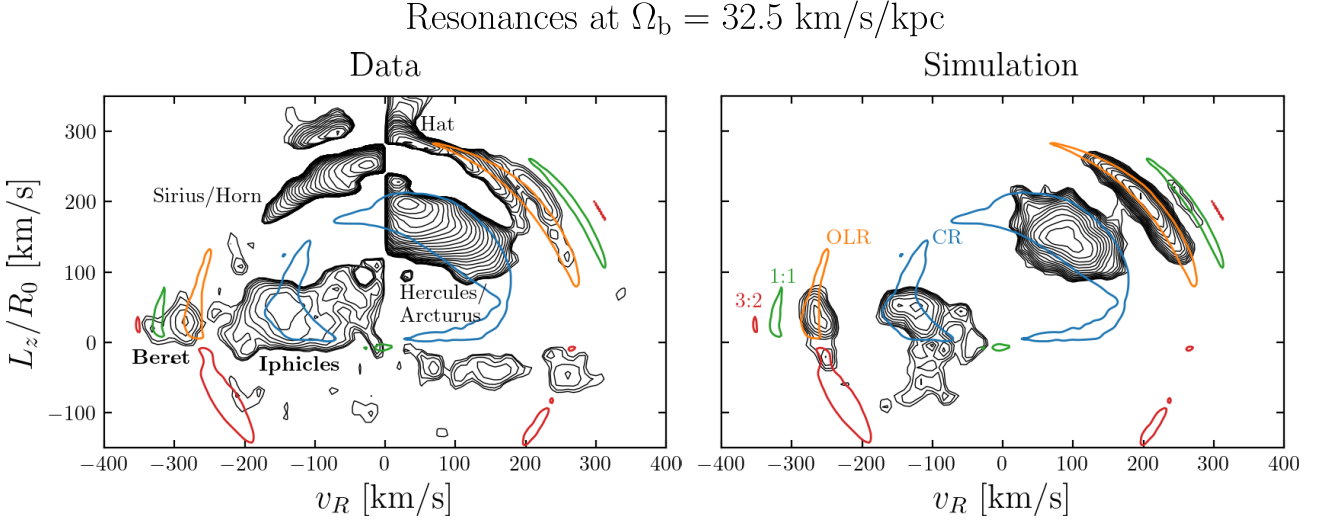 Resonances at Ω_b = 32.5 km/s/kpc
Data
Simulation
L_z/R_0 [km/s]
300
200
100
0
−100
Hat
Sirius/Horn
Hercules/
Arcturus
Beret
Iphicles
OLR
CR
1:1
3:2
−400 −300 −200 −100 0 100 200 300 400
−400 −300 −200 −100 0 100 200 300 400
v_R [km/s]
v_R [km/s]